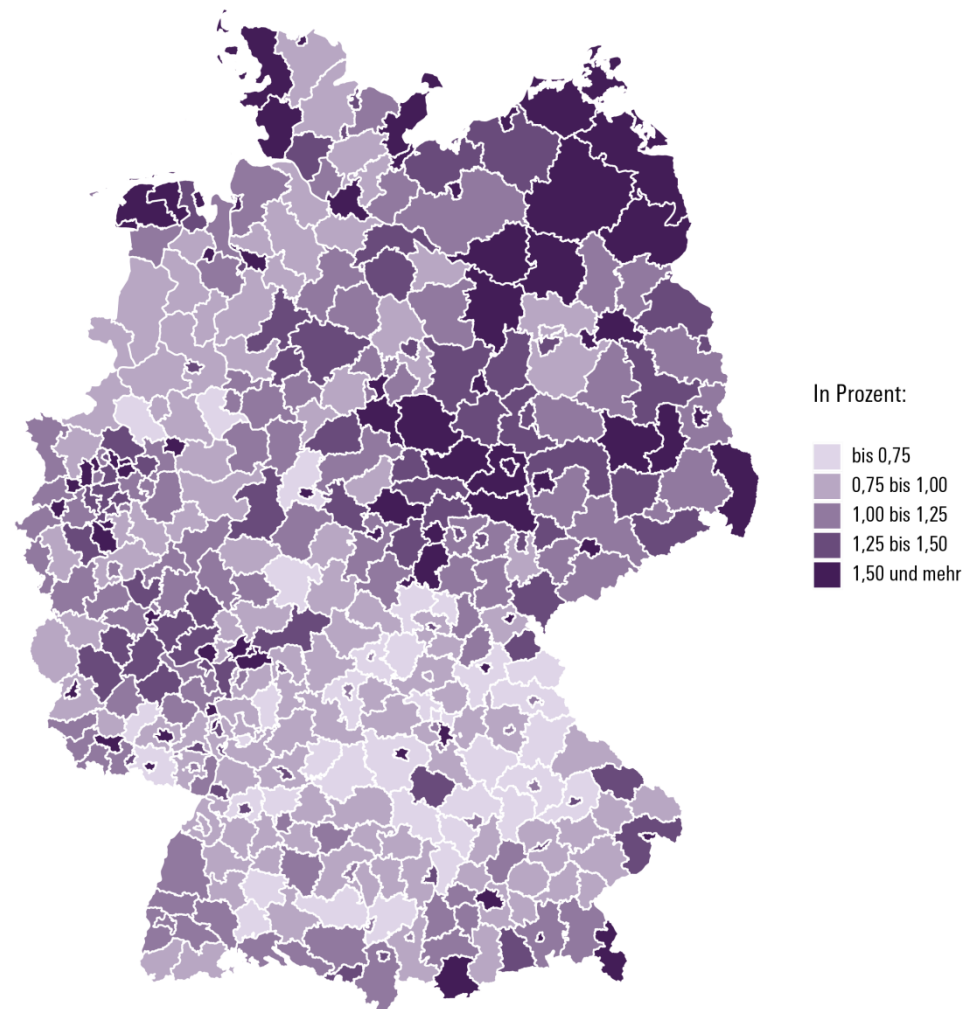 In Prozent:
bis 0,75
0,75 bis 1,00
1,00 bis 1,25
1,25 bis 1,50
1,50 und mehr